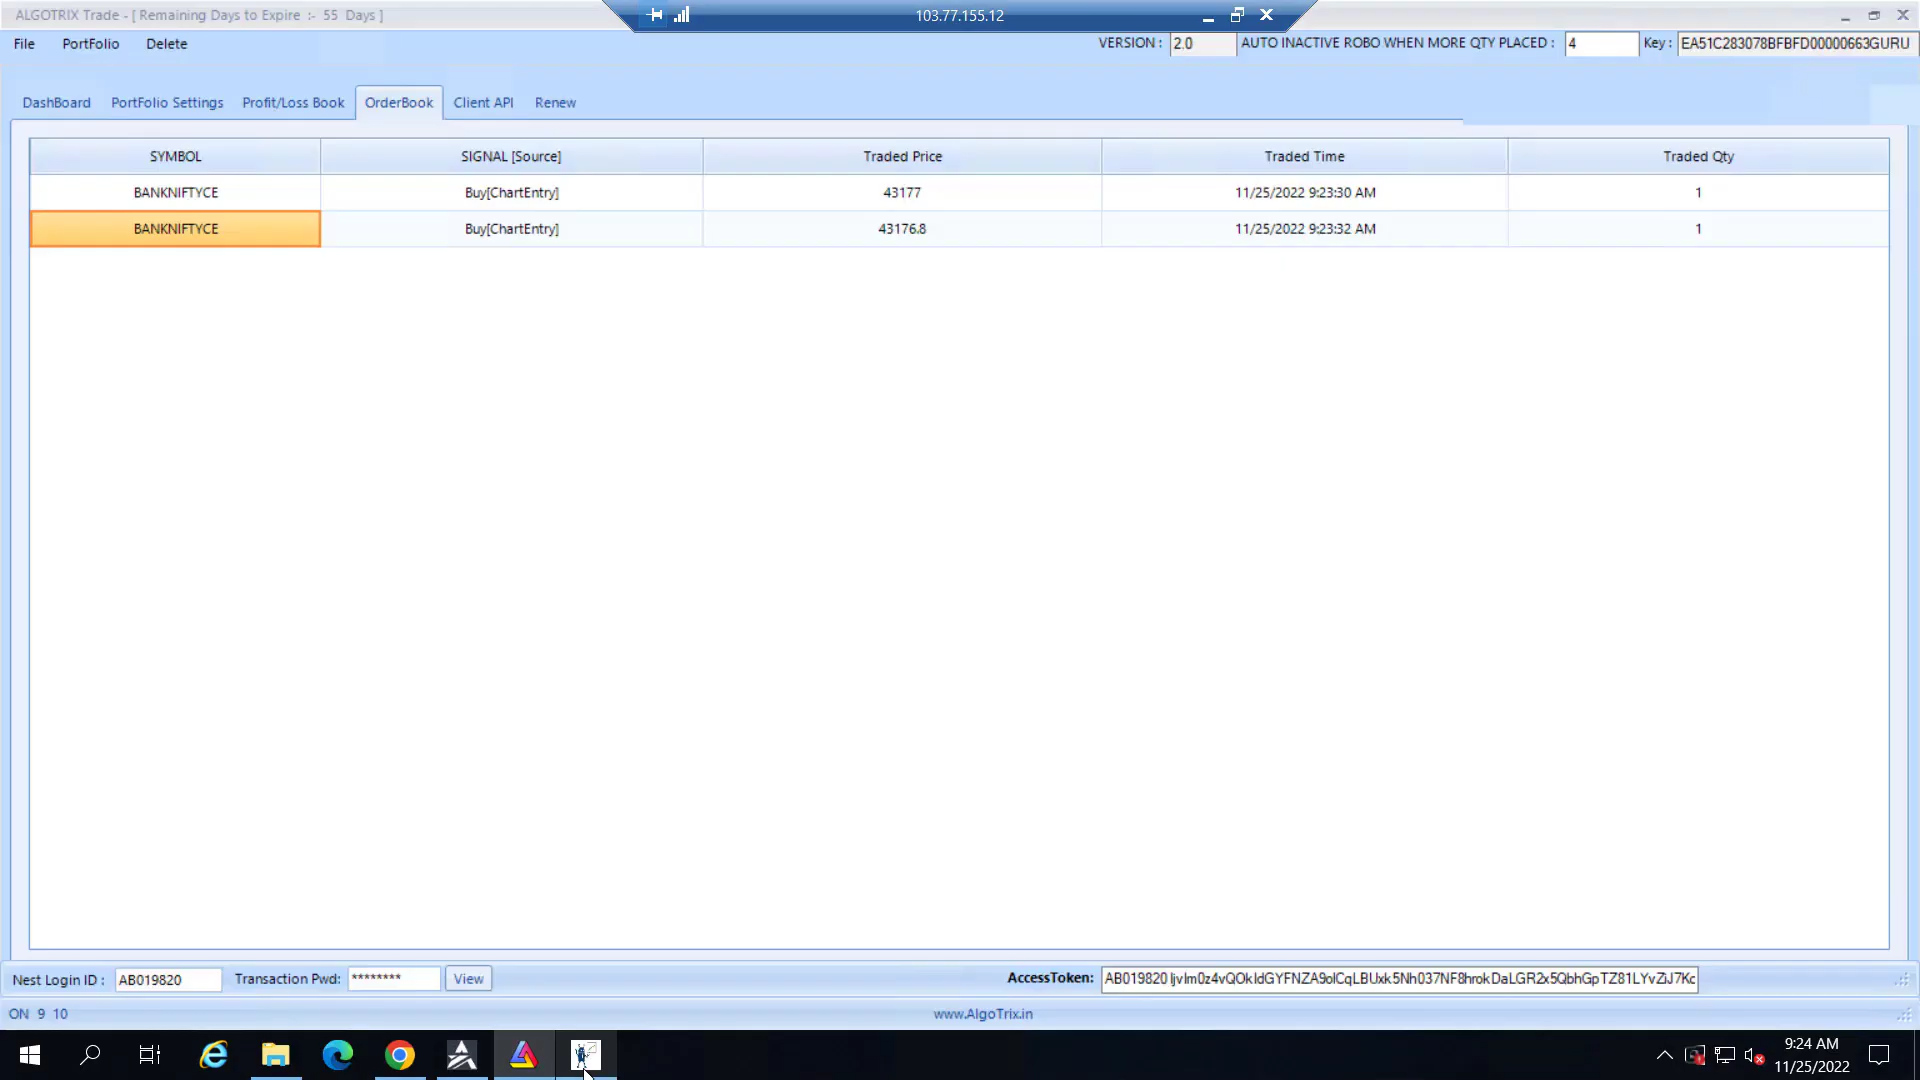 ALGOTRIX Trade - [ Remaining Days to Expire :- 55 Days ]
103.77.155.12
File PortFolio Delete
VERSION : 2.0 AUTO INACTIVE ROBO WHEN MORE QTY PLACED : 4 Key : EA51C283078BFBFD00000663GURU
DashBoard PortFolio Settings Profit/Loss Book OrderBook Client API Renew
SYMBOL SIGNAL [Source] Traded Price Traded Time Traded Qty
BANKNIFTYCE Buy[ChartEntry] 43177 11/25/2022 9:23:30 AM 1
BANKNIFTYCE Buy[ChartEntry] 43176.8 11/25/2022 9:23:32 AM 1
Nest Login ID : AB019820 Transaction Pwd: ******** View AccessToken:
ON 9 10 www.AlgoTrix.in
9:24 AM
11/25/2022